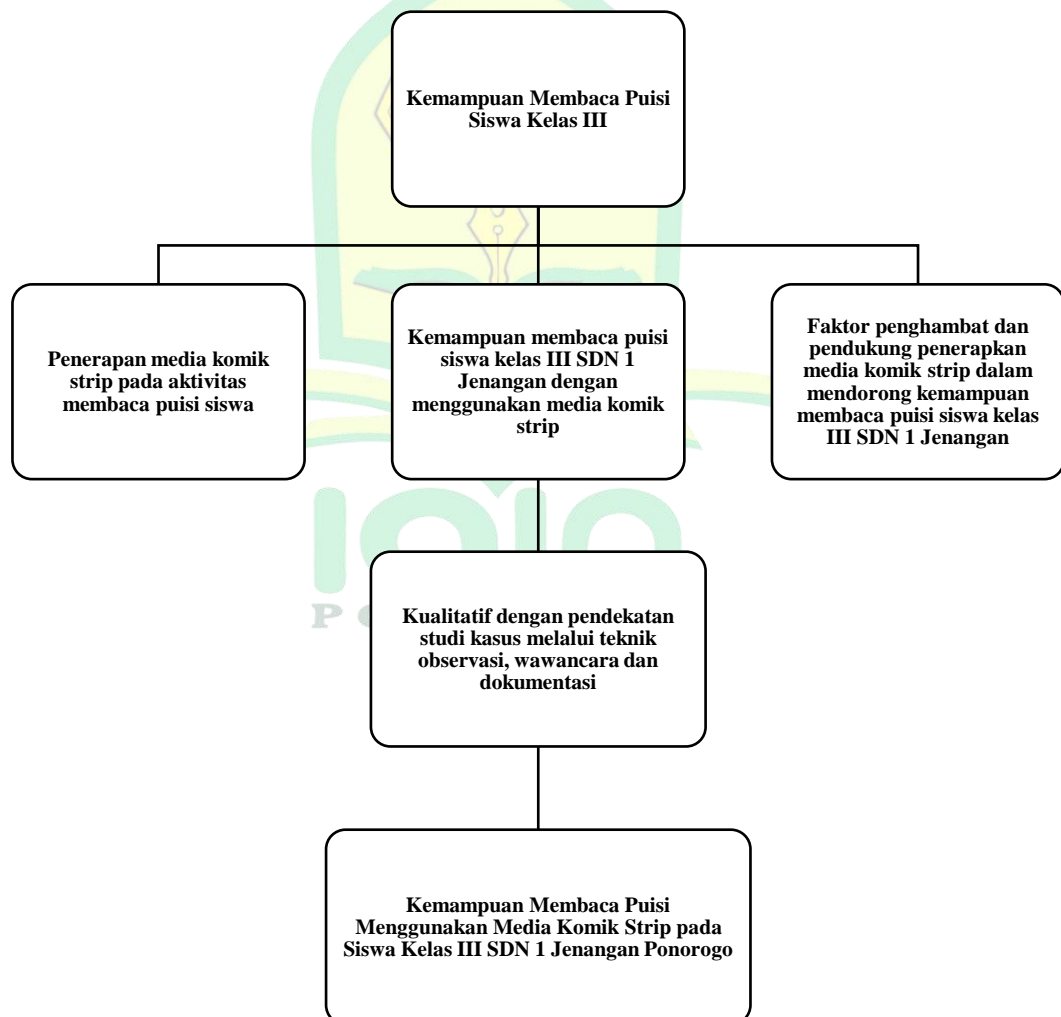 Kemampuan Membaca Puisi
Siswa Kelas III
Penerapan media komik
strip pada aktivitas
membaca puisi siswa
Kemampuan membaca puisi
siswa kelas III SDN 1
Jenangan dengan
menggunakan media komik
strip
Faktor penghambat dan
pendukung penerapkan
media komik strip dalam
mendorong kemampuan
membaca puisi siswa kelas
III SDN 1 Jenangan
Kualitatif dengan pendekatan
studi kasus melalui teknik
observasi, wawancara dan
dokumentasi
Kemampuan Membaca Puisi
Menggunakan Media Komik Strip pada
Siswa Kelas III SDN 1 Jenangan Ponorogo